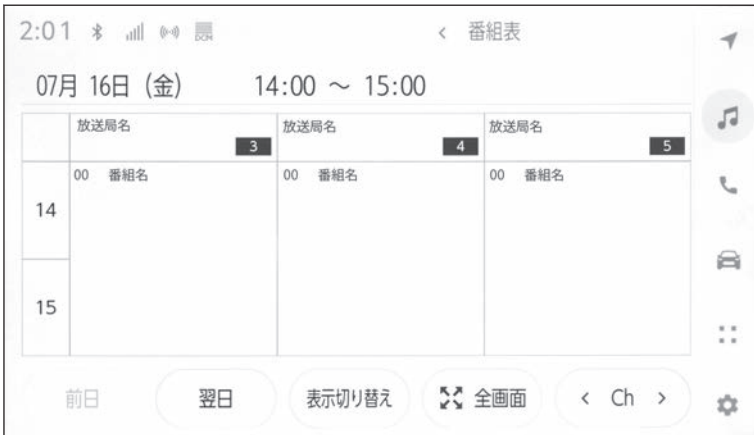 2:01 DCM < 番組表
07月 16日 (金) 14:00 ～ 15:00
放送局名 3 放送局名 4 放送局名 5
00 番組名 00 番組名 00 番組名
14
15
前日 翌日 表示切り替え 全画面 < Ch >